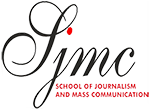 Sjmc
SCHOOL OF JOURNALISM
AND MASS COMMUNICATION